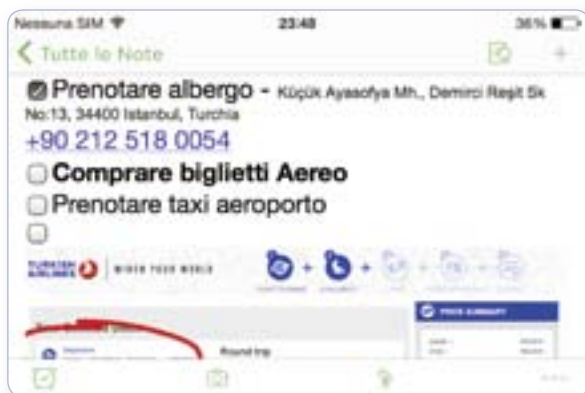 Nessuna SIM 23:48 36%
Tutte le Note
Prenotare albergo - Küçük Ayasofya Mh., Demirci Reşit Sk
No:13, 34400 Istanbul, Turchia
+90 212 518 0054
Comprare biglietti Aereo
Prenotare taxi aeroporto
TURKISH AIRLINES WIDEN YOUR WORLD
PRICE SUMMARY
Round trip